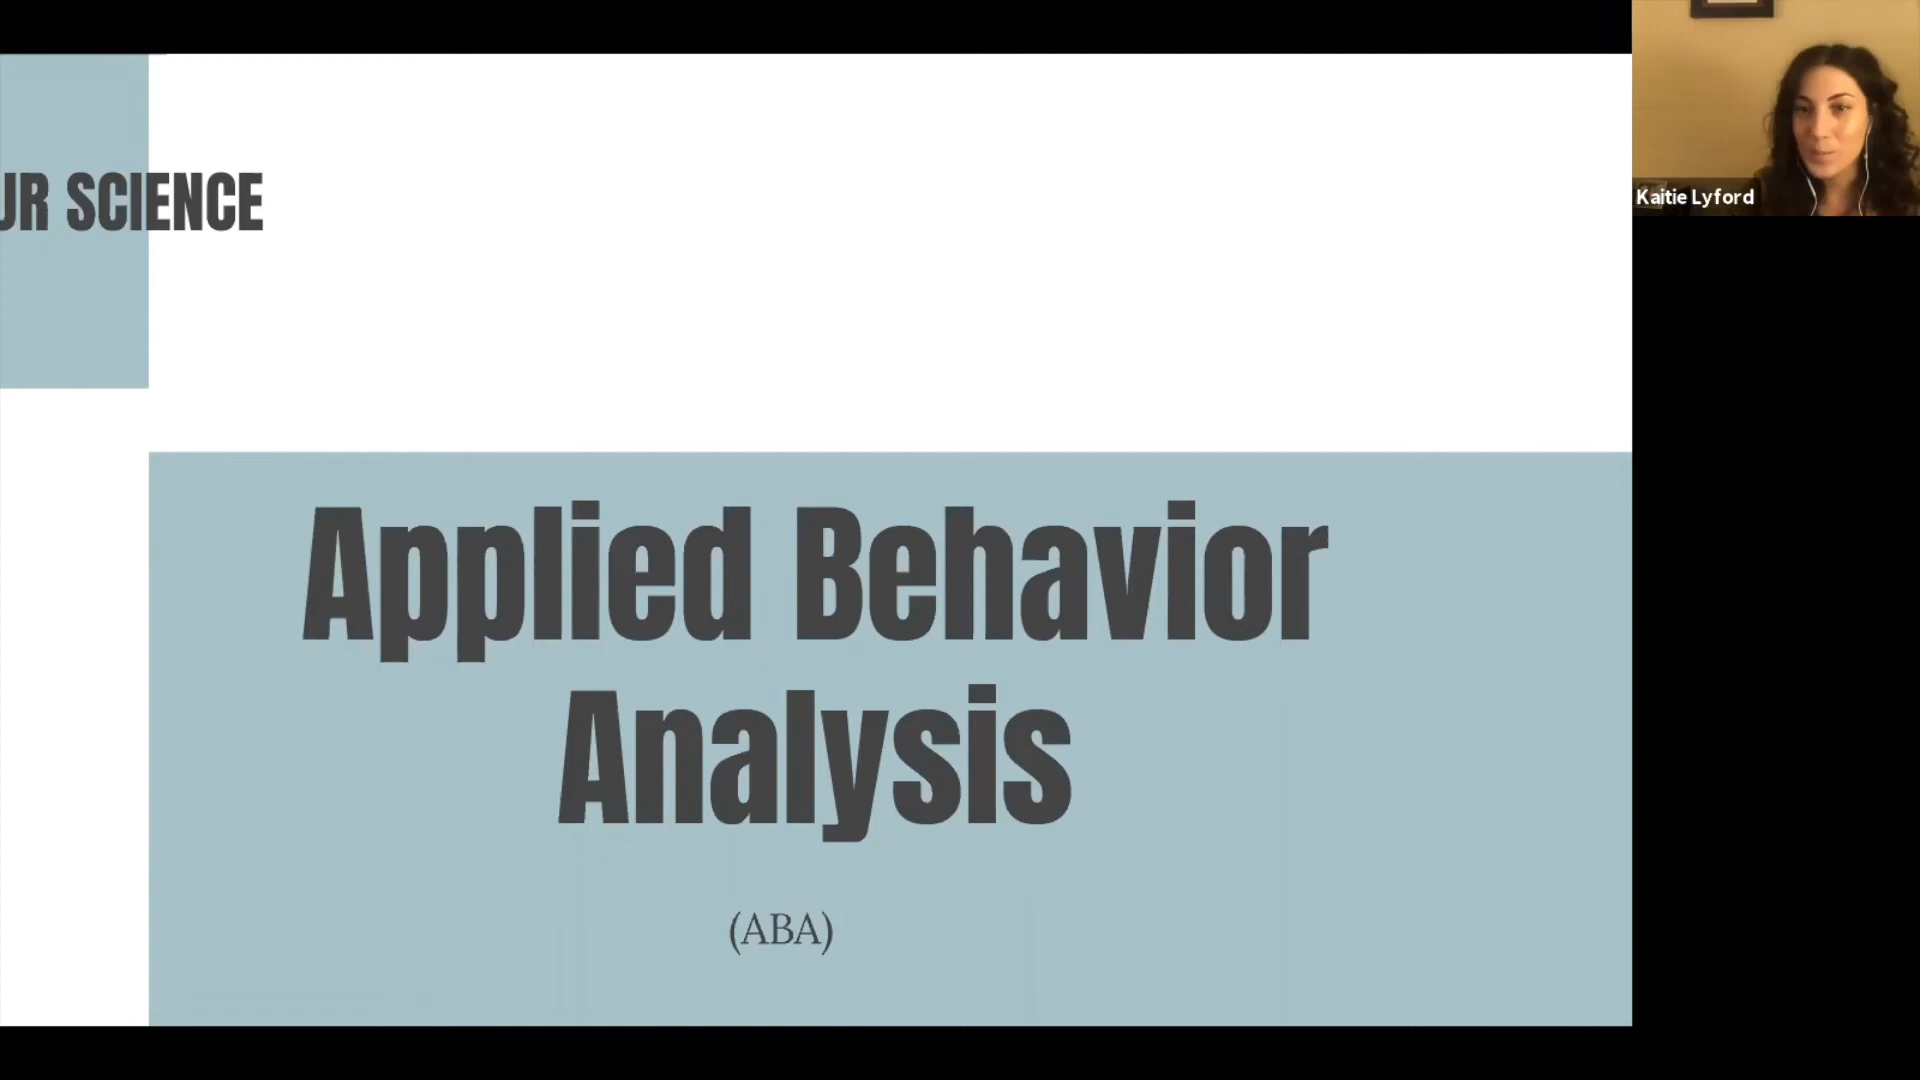 UR SCIENCE
Kaitie Lyford
Applied Behavior
Analysis
(ABA)